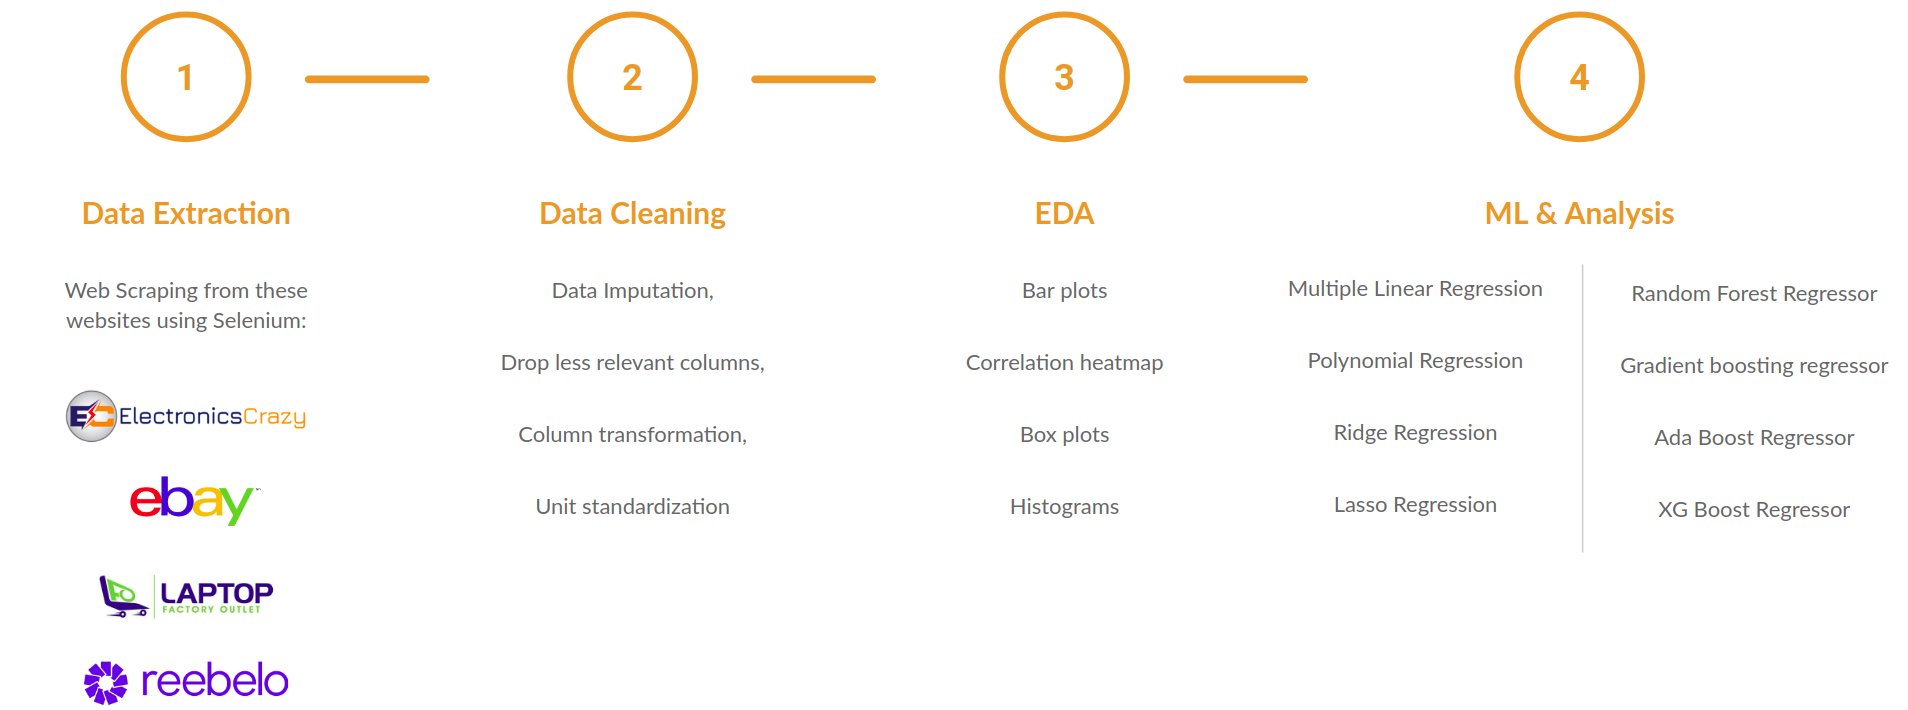 1
2
3
4
Data Extraction
Data Cleaning
EDA
ML & Analysis
Web Scraping from these
websites using Selenium:
EC ElectronicsCrazy
ebay
LAPTOP
FACTORY OUTLET
reebelo
Data Imputation,
Drop less relevant columns,
Column transformation,
Unit standardization
Bar plots
Correlation heatmap
Box plots
Histograms
Multiple Linear Regression
Polynomial Regression
Ridge Regression
Lasso Regression
Random Forest Regressor
Gradient boosting regressor
Ada Boost Regressor
XG Boost Regressor